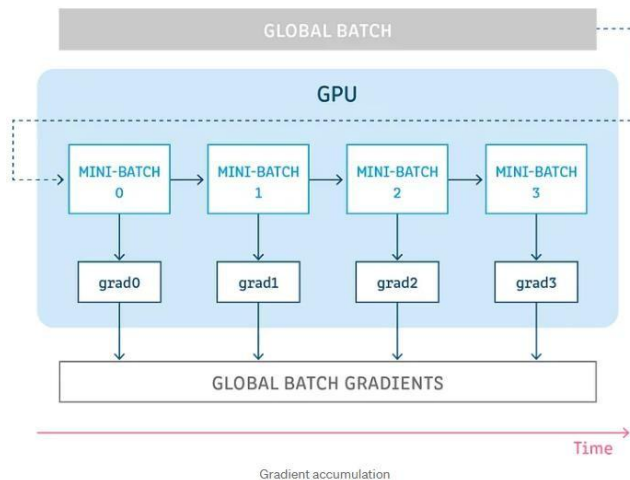 GLOBAL BATCH
GPU
MINI-BATCH
0
MINI-BATCH
1
MINI-BATCH
2
MINI-BATCH
3
grad0
grad1
grad2
grad3
GLOBAL BATCH GRADIENTS
Time
Gradient accumulation